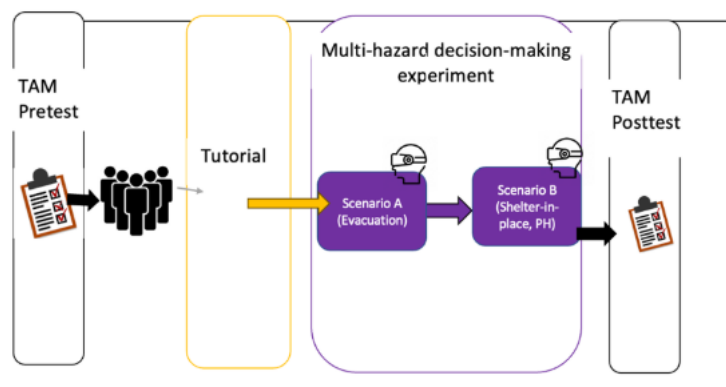 TAM
Pretest
Tutorial
Multi-hazard decision-making
experiment
Scenario A
(Evacuation)
Scenario B
(Shelter-in-
place, PH)
TAM
Posttest